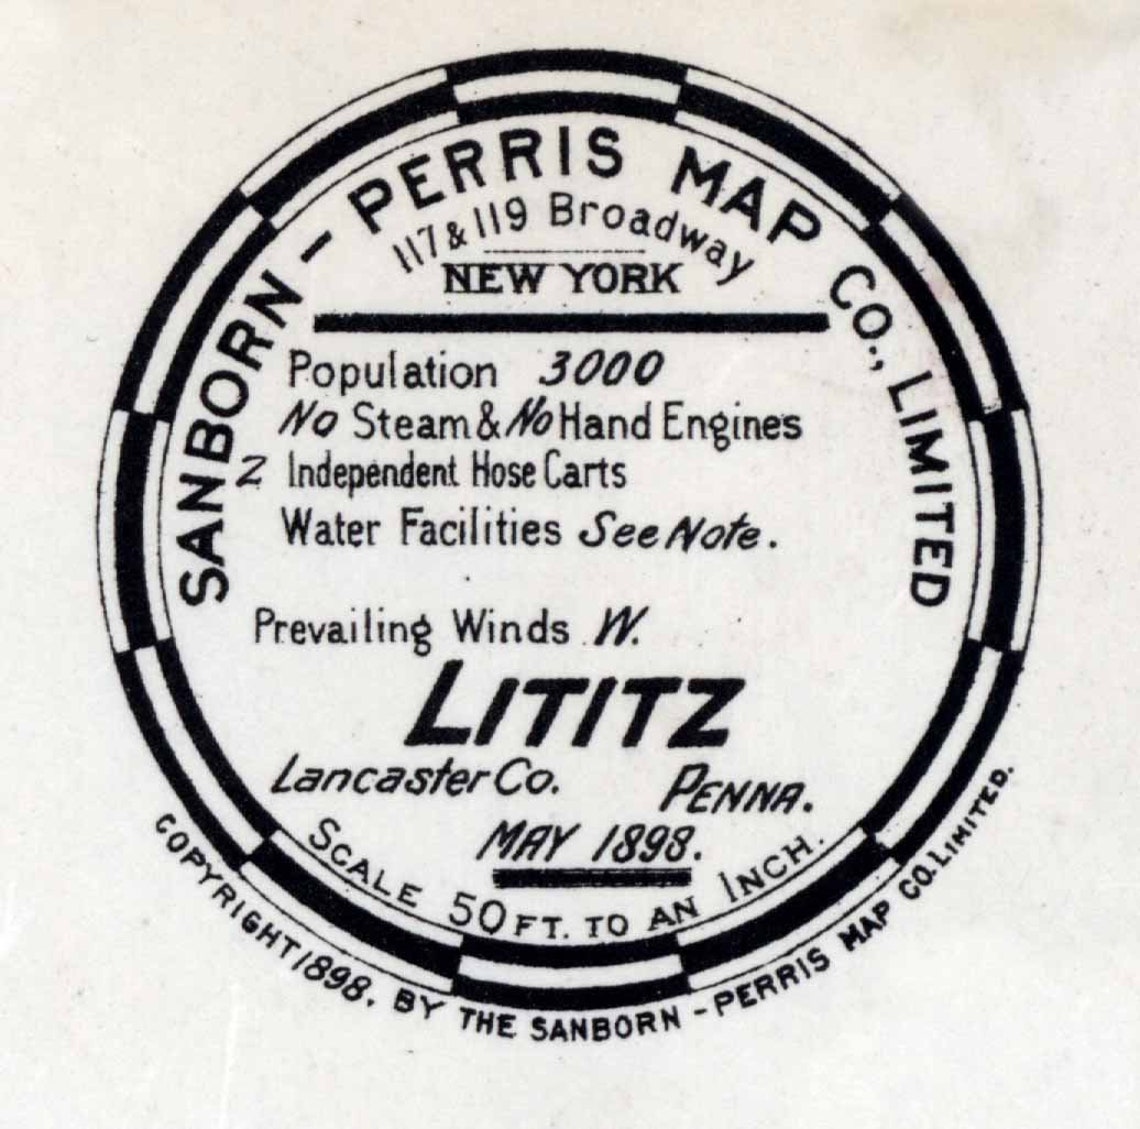 SANBORN - PERRIS MAP CO., LIMITED
117 & 119 Broadway
NEW YORK
Population 3000
No Steam & No Hand Engines
2 Independent Hose Carts
Water Facilities See Note.
Prevailing Winds W.
LITITZ
Lancaster Co. PENNA.
MAY 1898.
SCALE 50 FT. TO AN INCH.
COPYRIGHT 1898. BY THE SANBORN - PERRIS MAP CO. LIMITED.